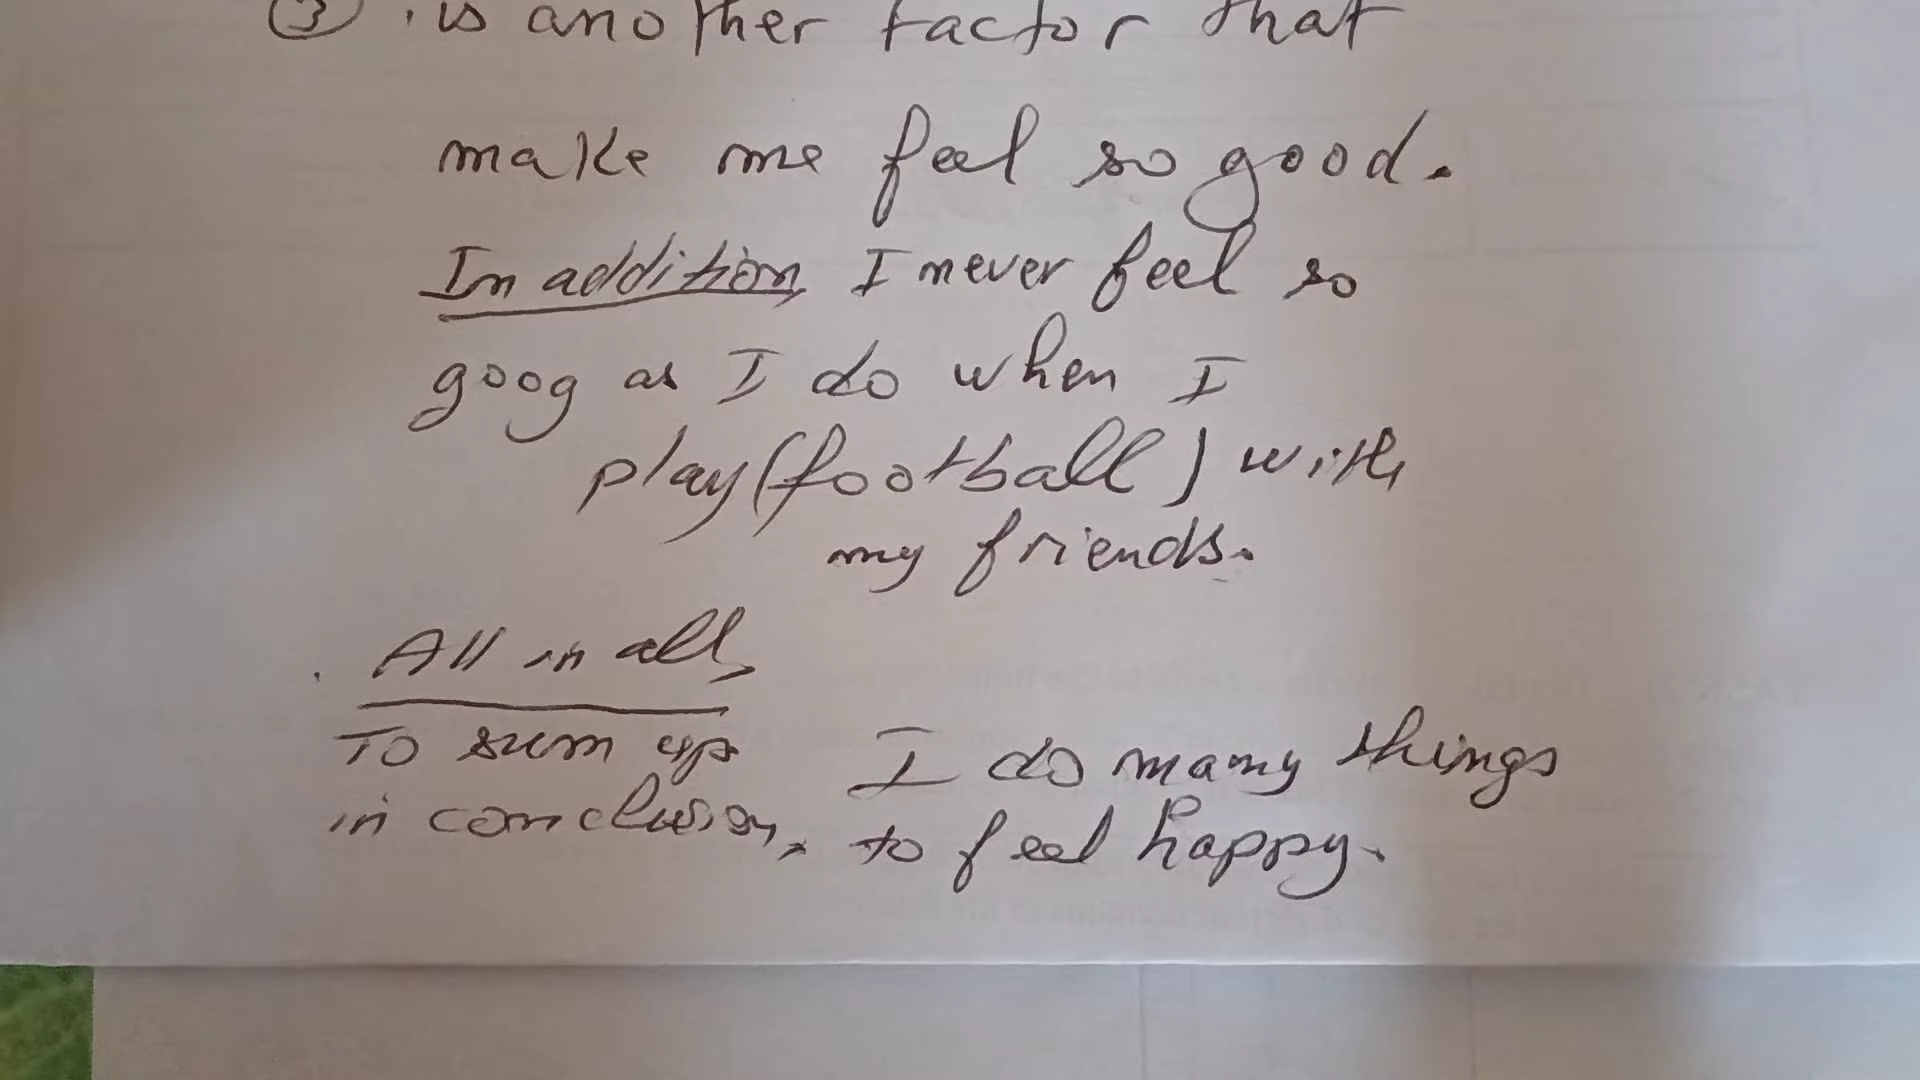 ③ . is another factor that
make me feel so good.
In addition, I never feel so
goog as I do when I
play (football) with
my friends.
. All in all,
To sum up
in conclusion, I do many things
to feel happy.